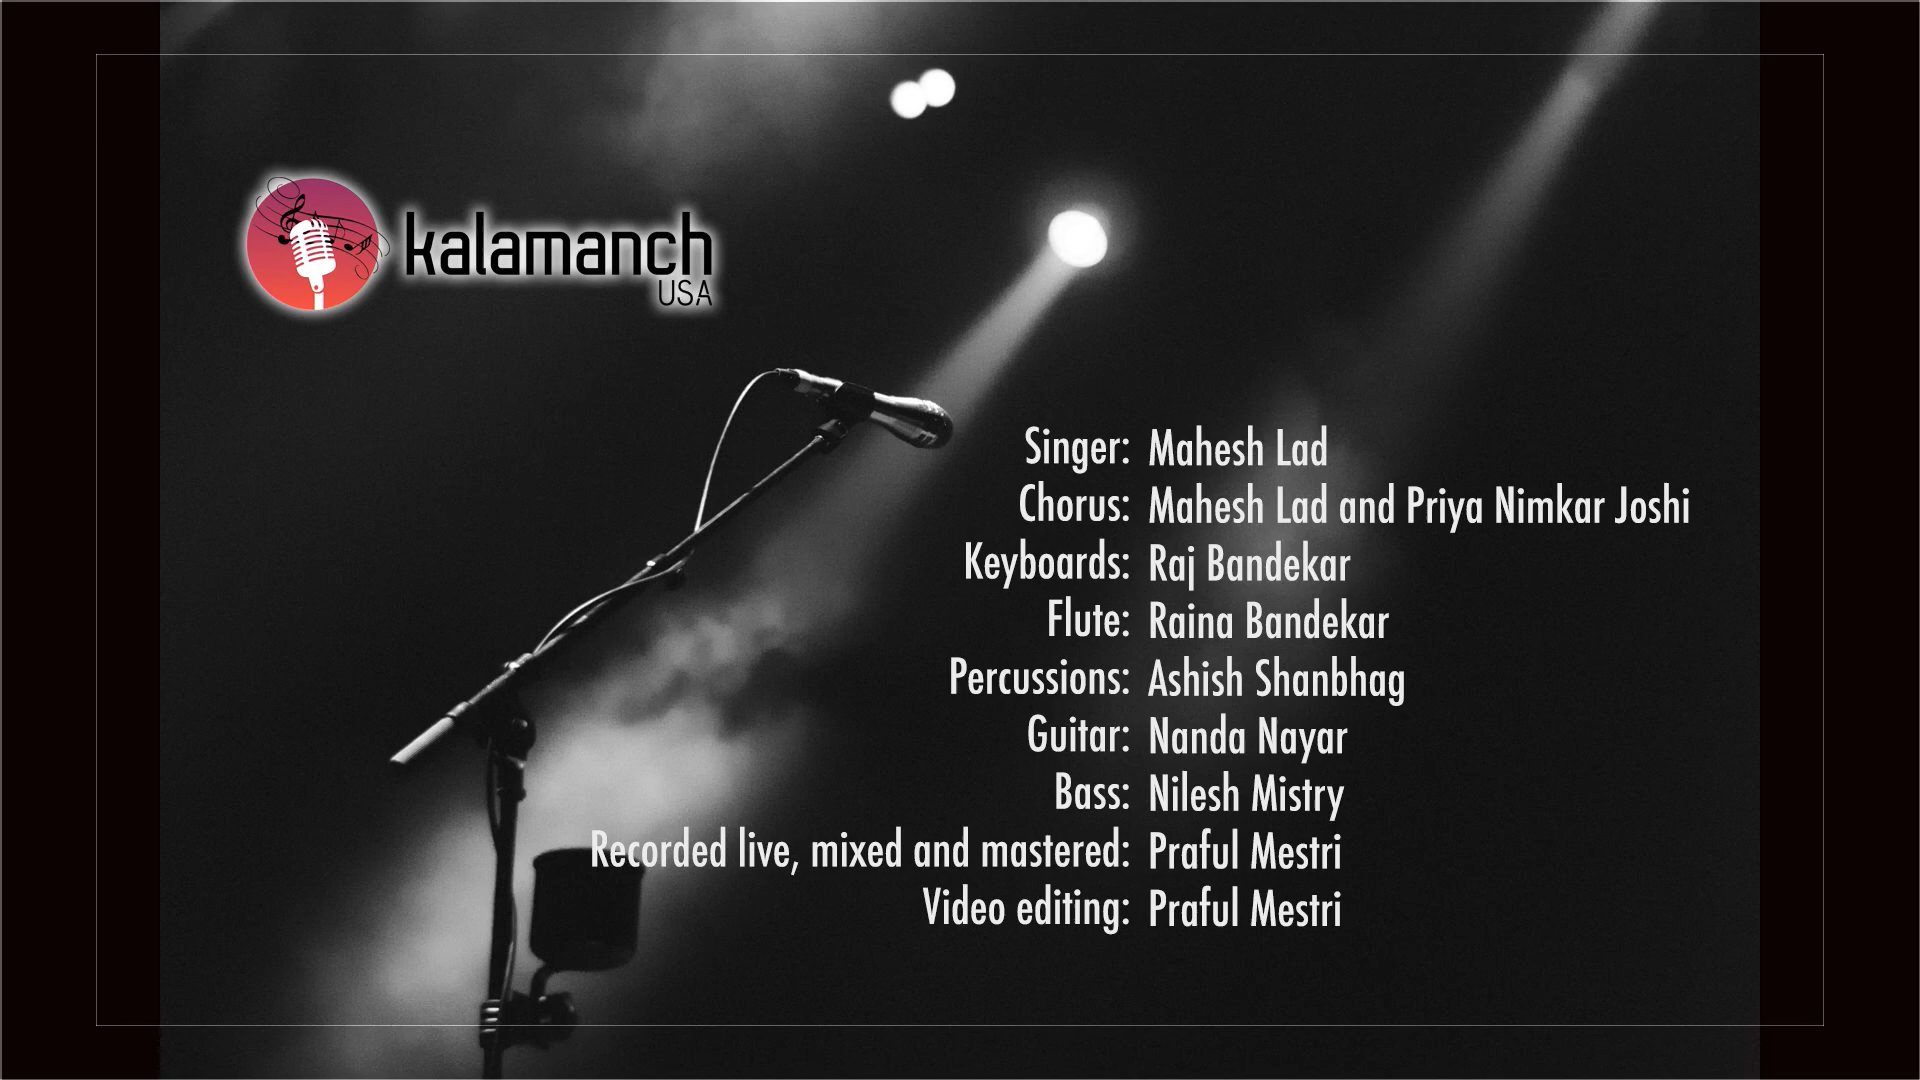 kalamanch
USA
Singer: Mahesh Lad
Chorus: Mahesh Lad and Priya Nimkar Joshi
Keyboards: Raj Bandekar
Flute: Raina Bandekar
Percussions: Ashish Shanbhag
Guitar: Nanda Nayar
Bass: Nilesh Mistry
Recorded live, mixed and mastered: Praful Mestri
Video editing: Praful Mestri